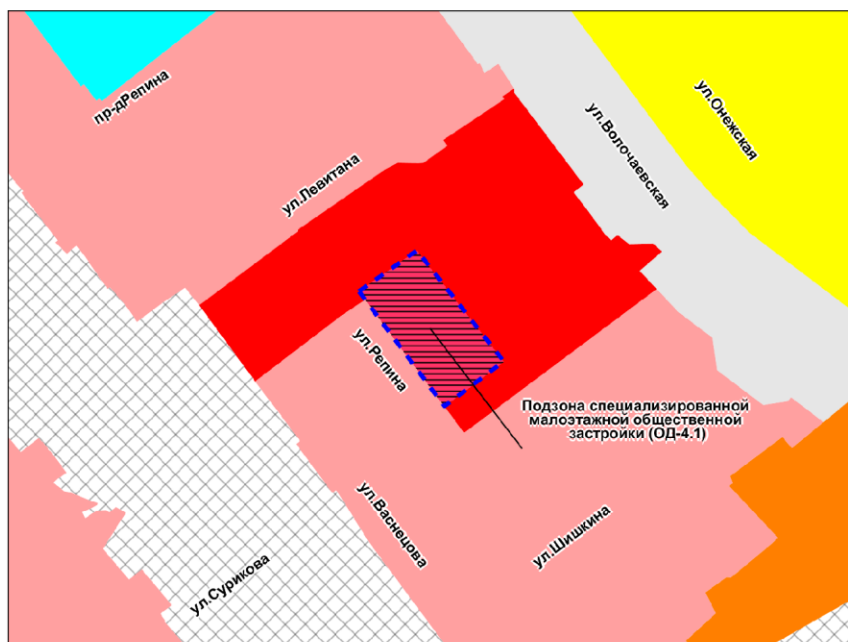 пр-дРепина
ул.Левитана
ул.Волочаевская
ул.Онежская
ул.Репина
Подзона специализированной
малоэтажной общественной
застройки (ОД-4.1)
ул.Васнецова
ул.Шишкина
ул.Сурикова